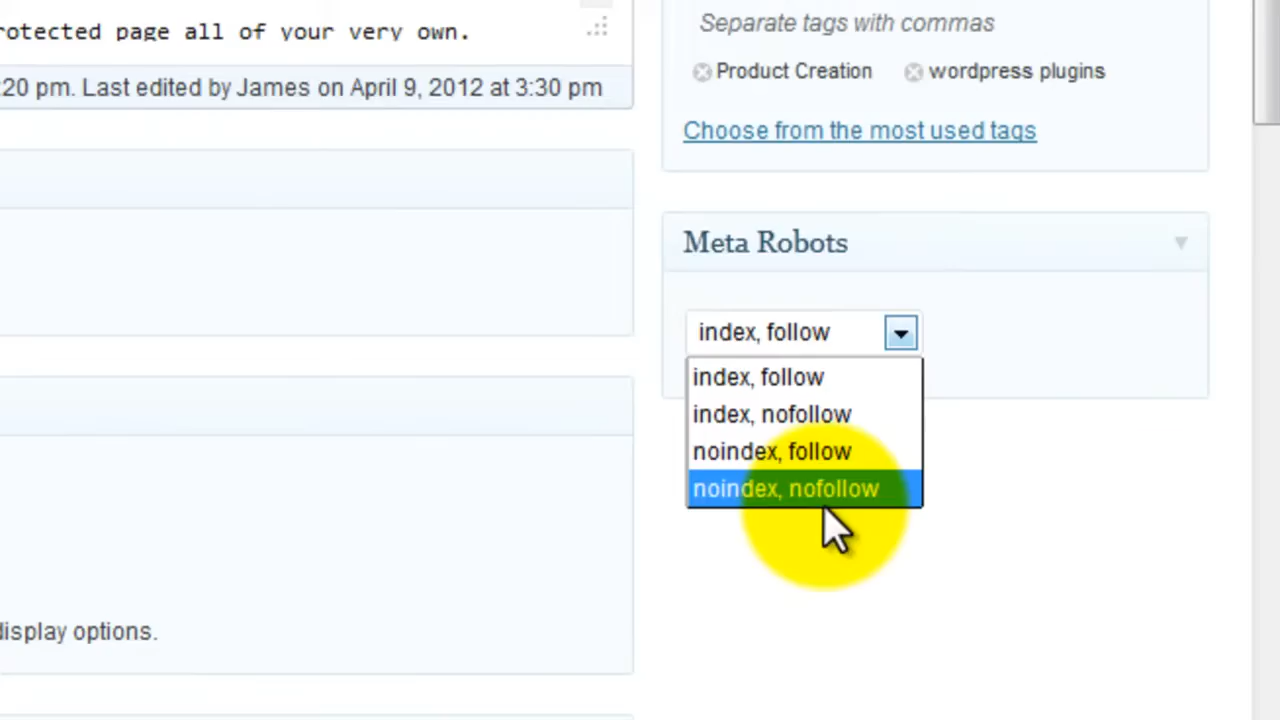 rotected page all of your very own.
:20 pm. Last edited by James on April 9, 2012 at 3:30 pm
display options.
Separate tags with commas
Product Creation wordpress plugins
Choose from the most used tags
Meta Robots
index, follow
index, follow
index, nofollow
noindex, follow
noindex, nofollow